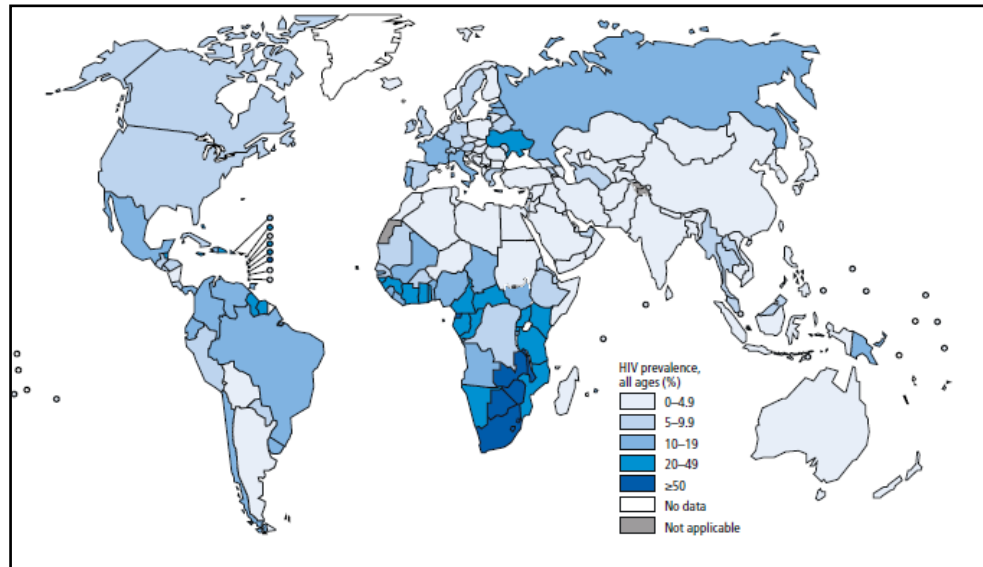 HIV prevalence,
all ages (%)
0–4.9
5–9.9
10–19
20–49
≥50
No data
Not applicable